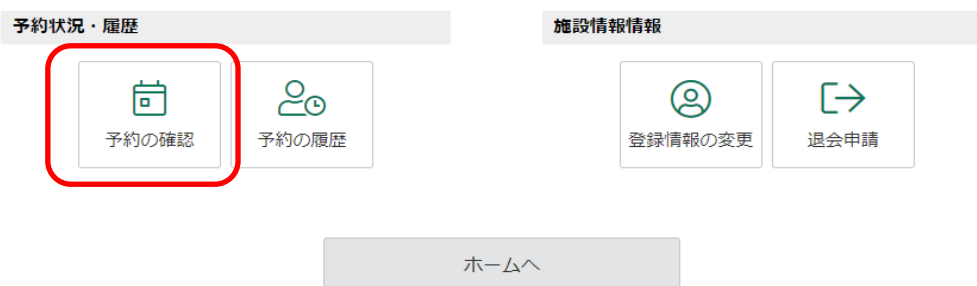 予約状況・履歴
施設情報情報
予約の確認
予約の履歴
登録情報の変更
退会申請
ホームへ